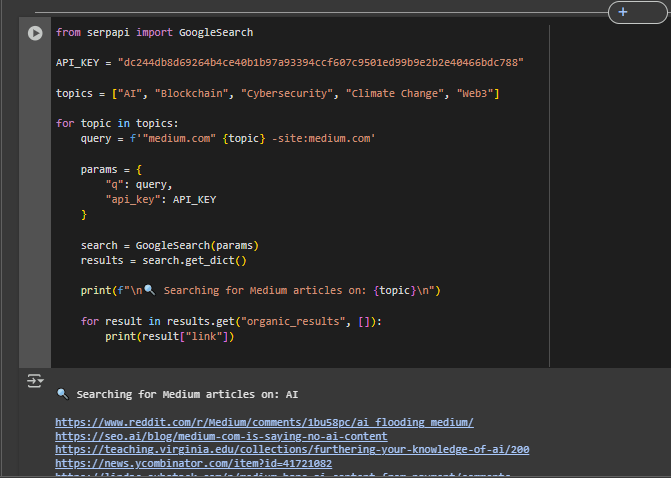 +
from serpapi import GoogleSearch
API_KEY = "dc244db8d69264b4ce40b1b97a93394ccf607c9501ed99b9e2b2e40466bdc788"
topics = ["AI", "Blockchain", "Cybersecurity", "Climate Change", "Web3"]
for topic in topics:
    query = f'"medium.com" {topic} -site:medium.com'
    params = {
        "q": query,
        "api_key": API_KEY
    }
    search = GoogleSearch(params)
    results = search.get_dict()
    print(f"\n🔍 Searching for Medium articles on: {topic}\n")
    for result in results.get("organic_results", []):
        print(result["link"])
🔍 Searching for Medium articles on: AI
https://www.reddit.com/r/Medium/comments/1bu58pc/ai_flooding_medium/
https://seo.ai/blog/medium-com-is-saying-no-ai-content
https://teaching.virginia.edu/collections/furthering-your-knowledge-of-ai/200
https://news.ycombinator.com/item?id=41721082